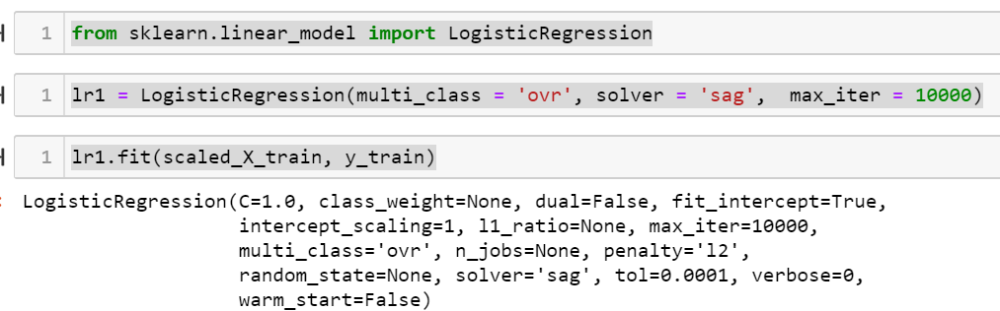 1 from sklearn.linear_model import LogisticRegression
1 lr1 = LogisticRegression(multi_class = 'ovr', solver = 'sag',  max_iter = 10000)
1 lr1.fit(scaled_X_train, y_train)
LogisticRegression(C=1.0, class_weight=None, dual=False, fit_intercept=True,
intercept_scaling=1, l1_ratio=None, max_iter=10000,
multi_class='ovr', n_jobs=None, penalty='l2',
random_state=None, solver='sag', tol=0.0001, verbose=0,
warm_start=False)